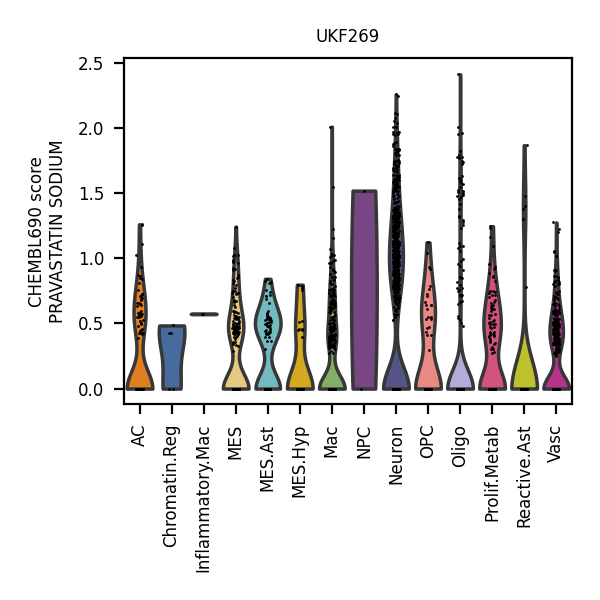 UKF269
CHEMBL690 score
PRAVASTATIN SODIUM
2.5
2.0
1.5
1.0
0.5
0.0
AC
Chromatin.Reg
Inflammatory.Mac
MES
MES.Ast
MES.Hyp
Mac
NPC
Neuron
OPC
Oligo
Prolif.Metab
Reactive.Ast
Vasc